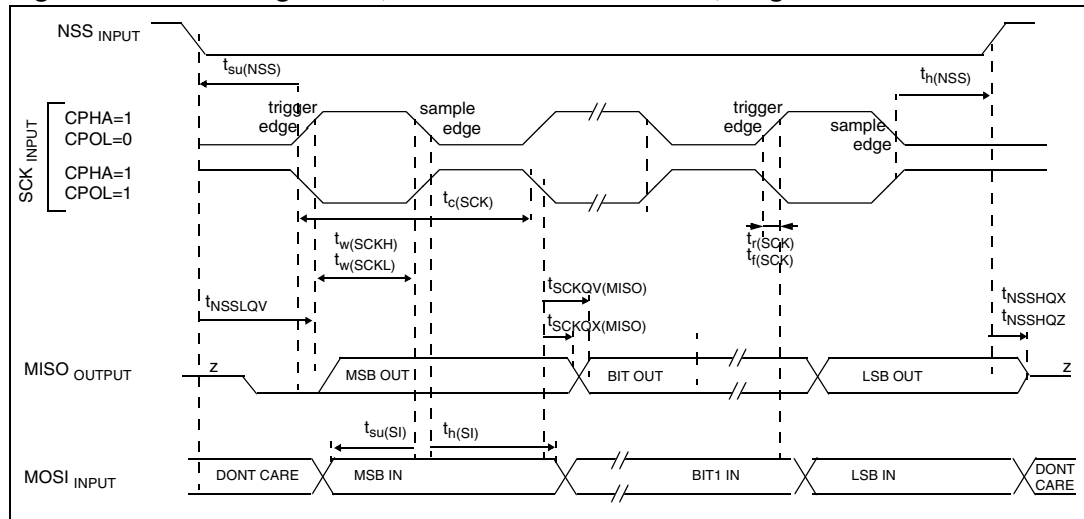 NSS INPUT
tsu(NSS)
th(NSS)
trigger edge
sample edge
trigger edge
sample edge
SCK INPUT
CPHA=1
CPOL=0
CPHA=1
CPOL=1
tc(SCK)
tw(SCKH)
tw(SCKL)
tr(SCK)
tf(SCK)
tNSSLQV
tSCKQV(MISO)
tSCKQX(MISO)
tNSSHQX
tNSSHQZ
MISO OUTPUT
z
MSB OUT
BIT OUT
LSB OUT
z
tsu(SI)
th(SI)
MOSI INPUT
DONT CARE
MSB IN
BIT1 IN
LSB IN
DONT
CARE